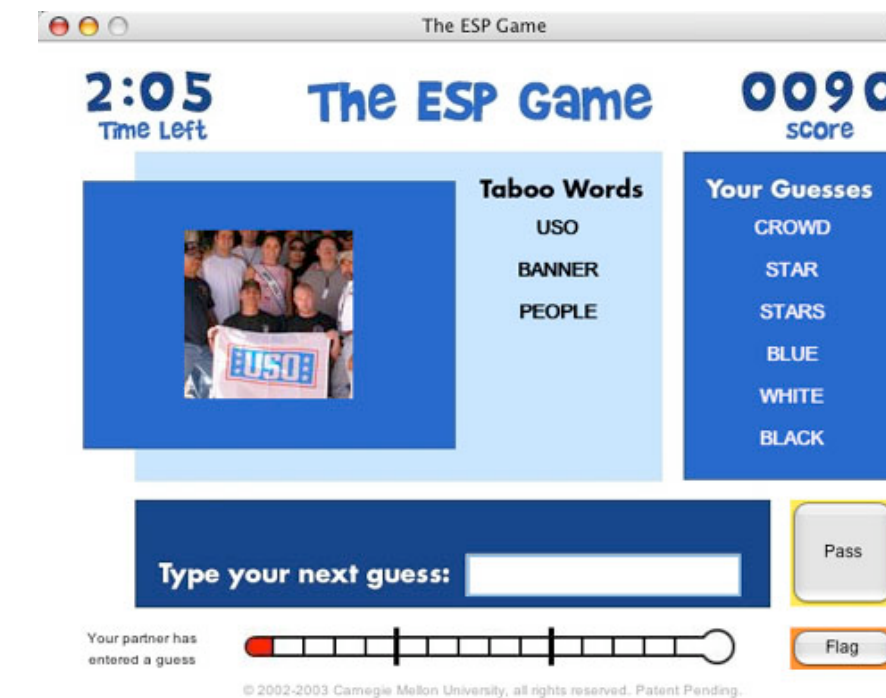 The ESP Game
2:05
Time Left
The ESP Game
0090
score
Taboo Words
USO
BANNER
PEOPLE
Your Guesses
CROWD
STAR
STARS
BLUE
WHITE
BLACK
USO
Type your next guess:
Pass
Your partner has
entered a guess
Flag
© 2002-2003 Carnegie Mellon University, all rights reserved. Patent Pending.